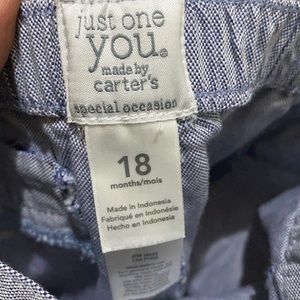 just one
you.
made by
carter's
special occasion
18
months/mois
Made in Indonesia
Fabriqué en Indonésie
Hecho en Indonesia